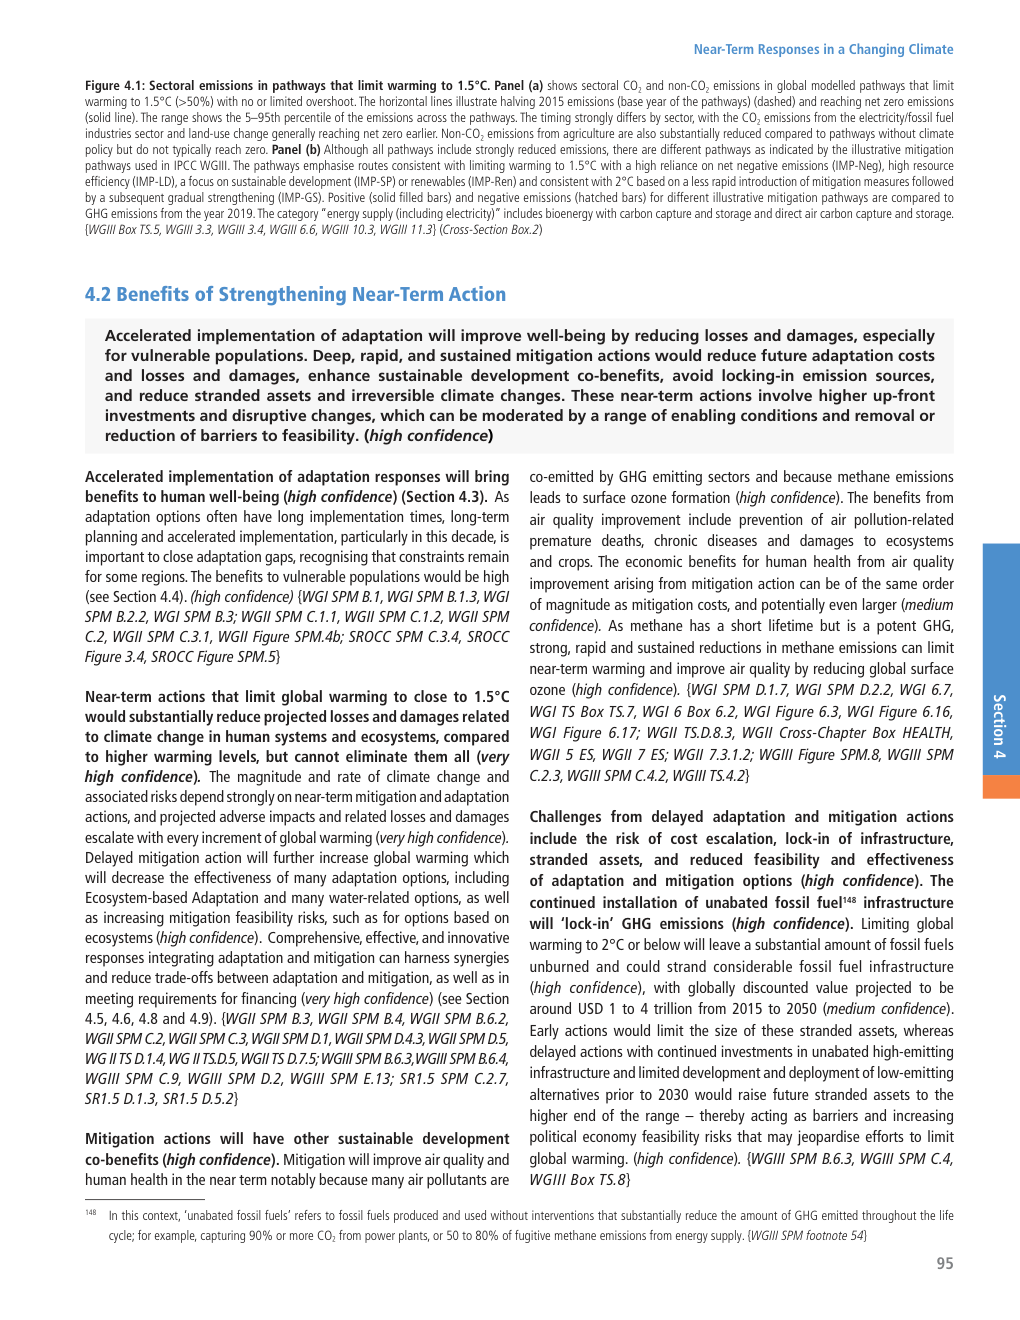 Near-Term Responses in a Changing Climate
Figure 4.1: Sectoral emissions in pathways that limit warming to 1.5°C. Panel (a) shows sectoral CO₂ and non-CO₂ emissions in global modelled pathways that limit
warming to 1.5°C (>50%) with no or limited overshoot. The horizontal lines illustrate halving 2015 emissions (base year of the pathways) (dashed) and reaching net zero emissions
(solid line). The range shows the 5–95th percentile of the emissions across the pathways. The timing strongly differs by sector, with the CO₂ emissions from the electricity/fossil fuel
industries sector and land-use change generally reaching net zero earlier. Non-CO₂ emissions from agriculture are also substantially reduced compared to pathways without climate
policy but do not typically reach zero. Panel (b) Although all pathways include strongly reduced emissions, there are different pathways as indicated by the illustrative mitigation
pathways used in IPCC WGIII. The pathways emphasise routes consistent with limiting warming to 1.5°C with a high reliance on net negative emissions (IMP-Neg), high resource
efficiency (IMP-LD), a focus on sustainable development (IMP-SP) or renewables (IMP-Ren) and consistent with 2°C based on a less rapid introduction of mitigation measures followed
by a subsequent gradual strengthening (IMP-GS). Positive (solid filled bars) and negative emissions (hatched bars) for different illustrative mitigation pathways are compared to
GHG emissions from the year 2019. The category “energy supply (including electricity)” includes bioenergy with carbon capture and storage and direct air carbon capture and storage.
{WGIII Box TS.5, WGIII 3.3, WGIII 3.4, WGIII 6.6, WGIII 10.3, WGIII 11.3} (Cross-Section Box.2)
4.2 Benefits of Strengthening Near-Term Action
Accelerated implementation of adaptation will improve well-being by reducing losses and damages, especially
for vulnerable populations. Deep, rapid, and sustained mitigation actions would reduce future adaptation costs
and losses and damages, enhance sustainable development co-benefits, avoid locking-in emission sources,
and reduce stranded assets and irreversible climate changes. These near-term actions involve higher up-front
investments and disruptive changes, which can be moderated by a range of enabling conditions and removal or
reduction of barriers to feasibility. (high confidence)
Accelerated implementation of adaptation responses will bring
benefits to human well-being (high confidence) (Section 4.3). As
adaptation options often have long implementation times, long-term
planning and accelerated implementation, particularly in this decade, is
important to close adaptation gaps, recognising that constraints remain
for some regions. The benefits to vulnerable populations would be high
(see Section 4.4). (high confidence) {WGI SPM B.1, WGI SPM B.1.3, WGI
SPM B.2.2, WGI SPM B.3; WGII SPM C.1.1, WGII SPM C.1.2, WGII SPM
C.2, WGII SPM C.3.1, WGII Figure SPM.4b; SROCC SPM C.3.4, SROCC
Figure 3.4, SROCC Figure SPM.5}
Near-term actions that limit global warming to close to 1.5°C
would substantially reduce projected losses and damages related
to climate change in human systems and ecosystems, compared
to higher warming levels, but cannot eliminate them all (very
high confidence). The magnitude and rate of climate change and
associated risks depend strongly on near-term mitigation and adaptation
actions, and projected adverse impacts and related losses and damages
escalate with every increment of global warming (very high confidence).
Delayed mitigation action will further increase global warming which
will decrease the effectiveness of many adaptation options, including
Ecosystem-based Adaptation and many water-related options, as well
as increasing mitigation feasibility risks, such as for options based on
ecosystems (high confidence). Comprehensive, effective, and innovative
responses integrating adaptation and mitigation can harness synergies
and reduce trade-offs between adaptation and mitigation, as well as in
meeting requirements for financing (very high confidence) (see Section
4.5, 4.6, 4.8 and 4.9). {WGII SPM B.3, WGII SPM B.4, WGII SPM B.6.2,
WGII SPM C.2, WGII SPM C.3, WGII SPM D.1, WGII SPM D.4.3, WGII SPM D.5,
WG II TS D.1.4, WG II TS.D.5, WGII TS D.7.5; WGIII SPM B.6.3,WGIII SPM B.6.4,
WGIII SPM C.9, WGIII SPM D.2, WGIII SPM E.13; SR1.5 SPM C.2.7,
SR1.5 D.1.3, SR1.5 D.5.2}
Mitigation actions will have other sustainable development
co-benefits (high confidence). Mitigation will improve air quality and
human health in the near term notably because many air pollutants are
co-emitted by GHG emitting sectors and because methane emissions
leads to surface ozone formation (high confidence). The benefits from
air quality improvement include prevention of air pollution-related
premature deaths, chronic diseases and damages to ecosystems
and crops. The economic benefits for human health from air quality
improvement arising from mitigation action can be of the same order
of magnitude as mitigation costs, and potentially even larger (medium
confidence). As methane has a short lifetime but is a potent GHG,
strong, rapid and sustained reductions in methane emissions can limit
near-term warming and improve air quality by reducing global surface
ozone (high confidence). {WGI SPM D.1.7, WGI SPM D.2.2, WGI 6.7,
WGI TS Box TS.7, WGI 6 Box 6.2, WGI Figure 6.3, WGI Figure 6.16,
WGI Figure 6.17; WGII TS.D.8.3, WGII Cross-Chapter Box HEALTH,
WGII 5 ES, WGII 7 ES; WGII 7.3.1.2; WGIII Figure SPM.8, WGIII SPM
C.2.3, WGIII SPM C.4.2, WGIII TS.4.2}
Challenges from delayed adaptation and mitigation actions
include the risk of cost escalation, lock-in of infrastructure,
stranded assets, and reduced feasibility and effectiveness
of adaptation and mitigation options (high confidence). The
continued installation of unabated fossil fuel¹⁴⁸ infrastructure
will ‘lock-in’ GHG emissions (high confidence). Limiting global
warming to 2°C or below will leave a substantial amount of fossil fuels
unburned and could strand considerable fossil fuel infrastructure
(high confidence), with globally discounted value projected to be
around USD 1 to 4 trillion from 2015 to 2050 (medium confidence).
Early actions would limit the size of these stranded assets, whereas
delayed actions with continued investments in unabated high-emitting
infrastructure and limited development and deployment of low-emitting
alternatives prior to 2030 would raise future stranded assets to the
higher end of the range – thereby acting as barriers and increasing
political economy feasibility risks that may jeopardise efforts to limit
global warming. (high confidence). {WGIII SPM B.6.3, WGIII SPM C.4,
WGIII Box TS.8}
Section 4
148 In this context, ‘unabated fossil fuels’ refers to fossil fuels produced and used without interventions that substantially reduce the amount of GHG emitted throughout the life
cycle; for example, capturing 90% or more CO₂ from power plants, or 50 to 80% of fugitive methane emissions from energy supply. {WGIII SPM footnote 54}
95